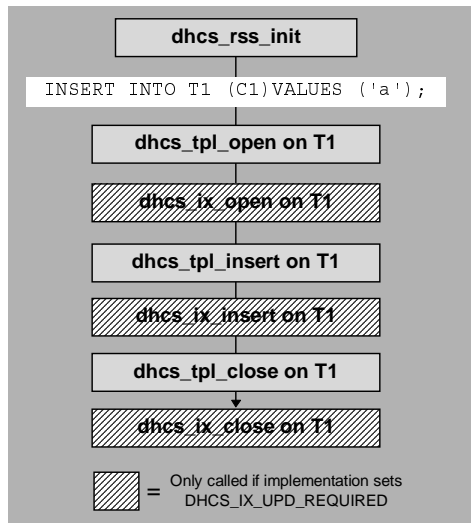 dhcs_rss_init
INSERT INTO T1 (C1)VALUES ('a');
dhcs_tpl_open on T1
dhcs_ix_open on T1
dhcs_tpl_insert on T1
dhcs_ix_insert on T1
dhcs_tpl_close on T1
dhcs_ix_close on T1
= Only called if implementation sets
DHCS_IX_UPD_REQUIRED